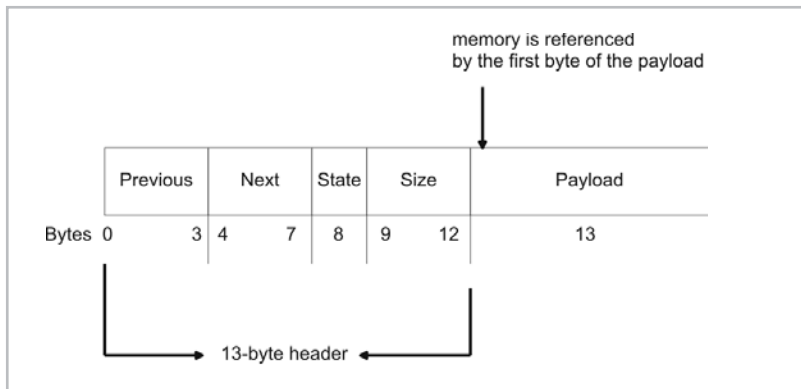 memory is referenced
by the first byte of the payload
Previous Next State Size Payload
Bytes 0 3 4 7 8 9 12 13
13-byte header